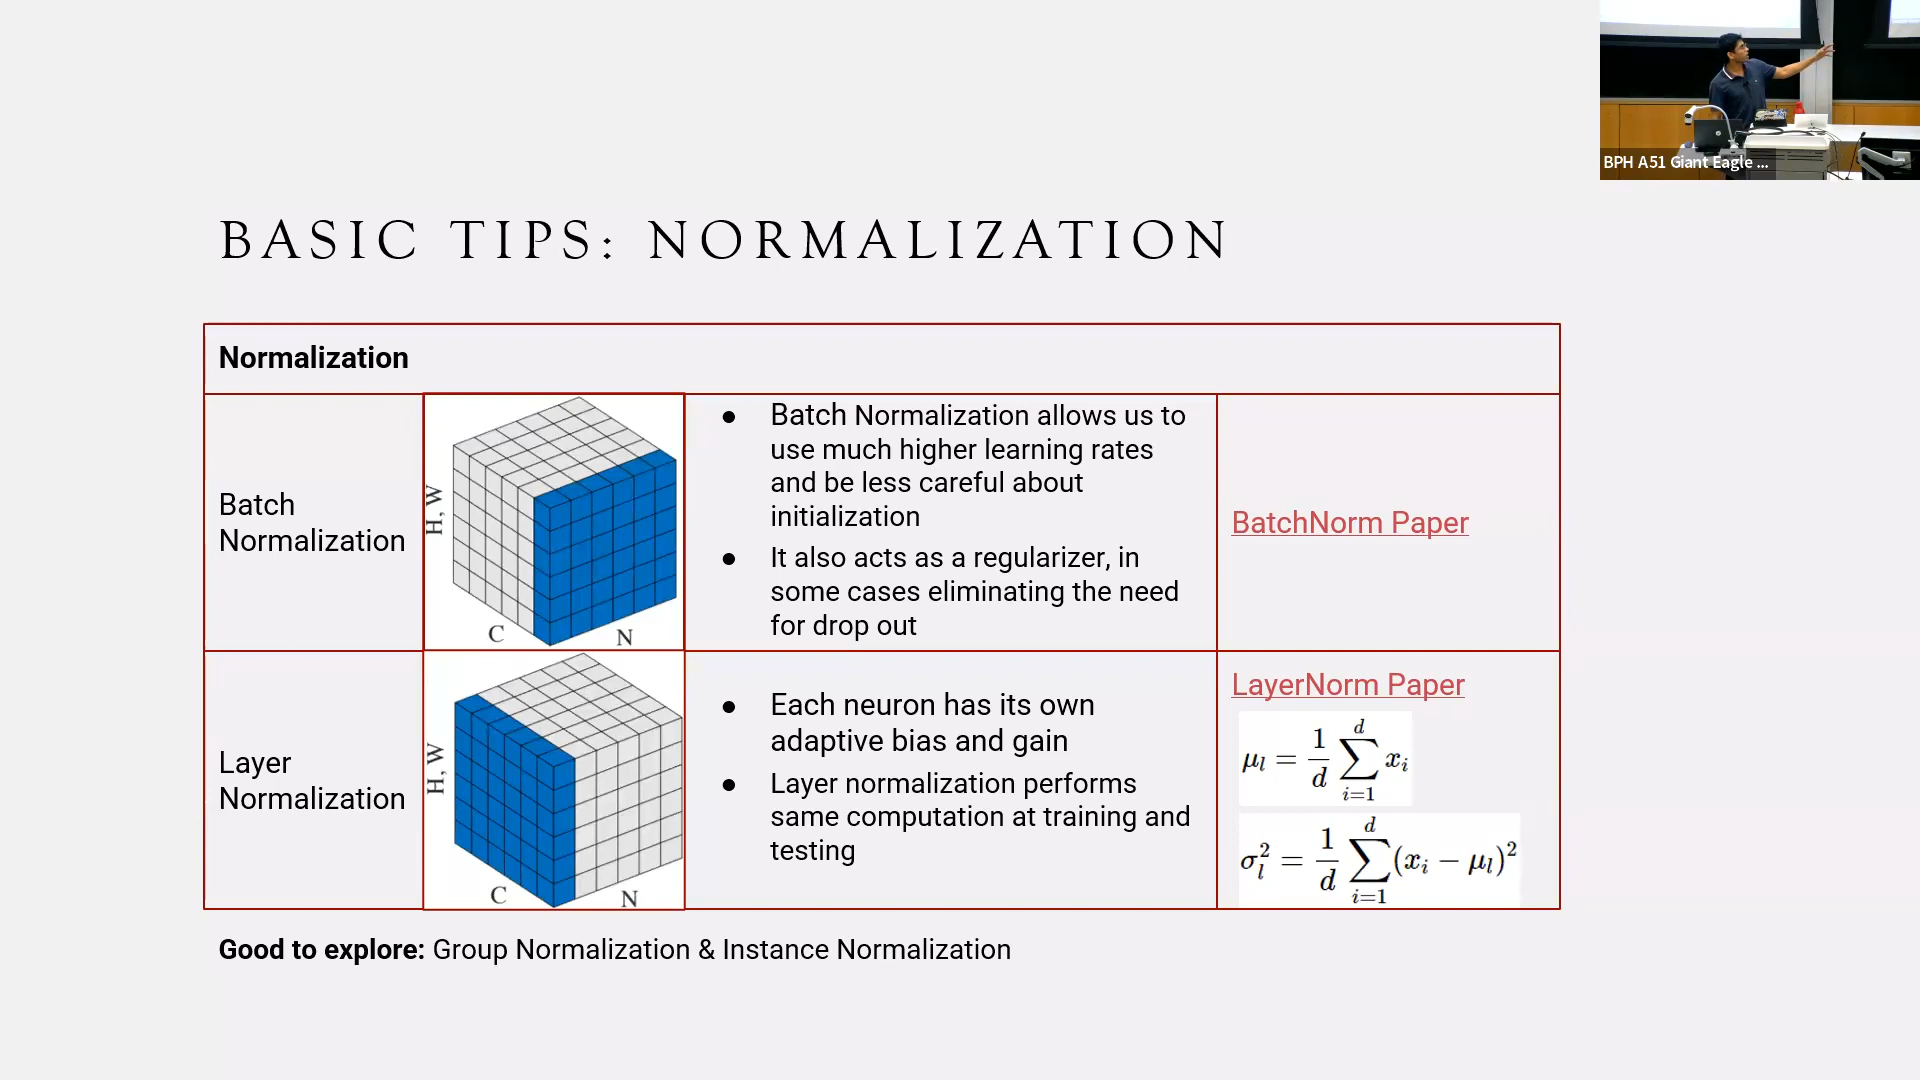 BPH A51 Giant Eagle ...
BASIC TIPS: NORMALIZATION
Normalization
Batch
Normalization
H, W
C
N
● Batch Normalization allows us to
use much higher learning rates
and be less careful about
initialization
● It also acts as a regularizer, in
some cases eliminating the need
for drop out
BatchNorm Paper
Layer
Normalization
H, W
C
N
● Each neuron has its own
adaptive bias and gain
● Layer normalization performs
same computation at training and
testing
LayerNorm Paper
μ_l = \frac{1}{d} \sum_{i=1}^{d} x_i
σ_l^2 = \frac{1}{d} \sum_{i=1}^{d} (x_i − μ_l)^2
Good to explore: Group Normalization & Instance Normalization